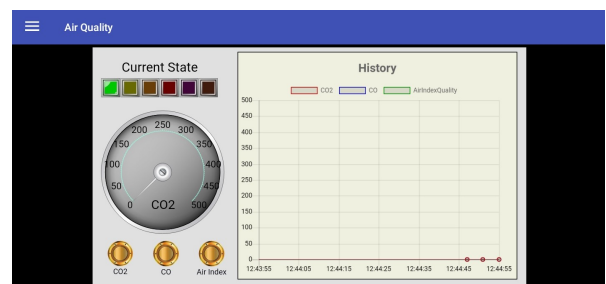 Air Quality
Current State
0
50
100
150
200
250
300
350
400
450
500
CO2
CO2
CO
Air Index
History
CO2
CO
AirIndexQuality
500
450
400
350
300
250
200
150
100
50
0
12:43:55
12:44:05
12:44:15
12:44:25
12:44:35
12:44:45
12:44:55